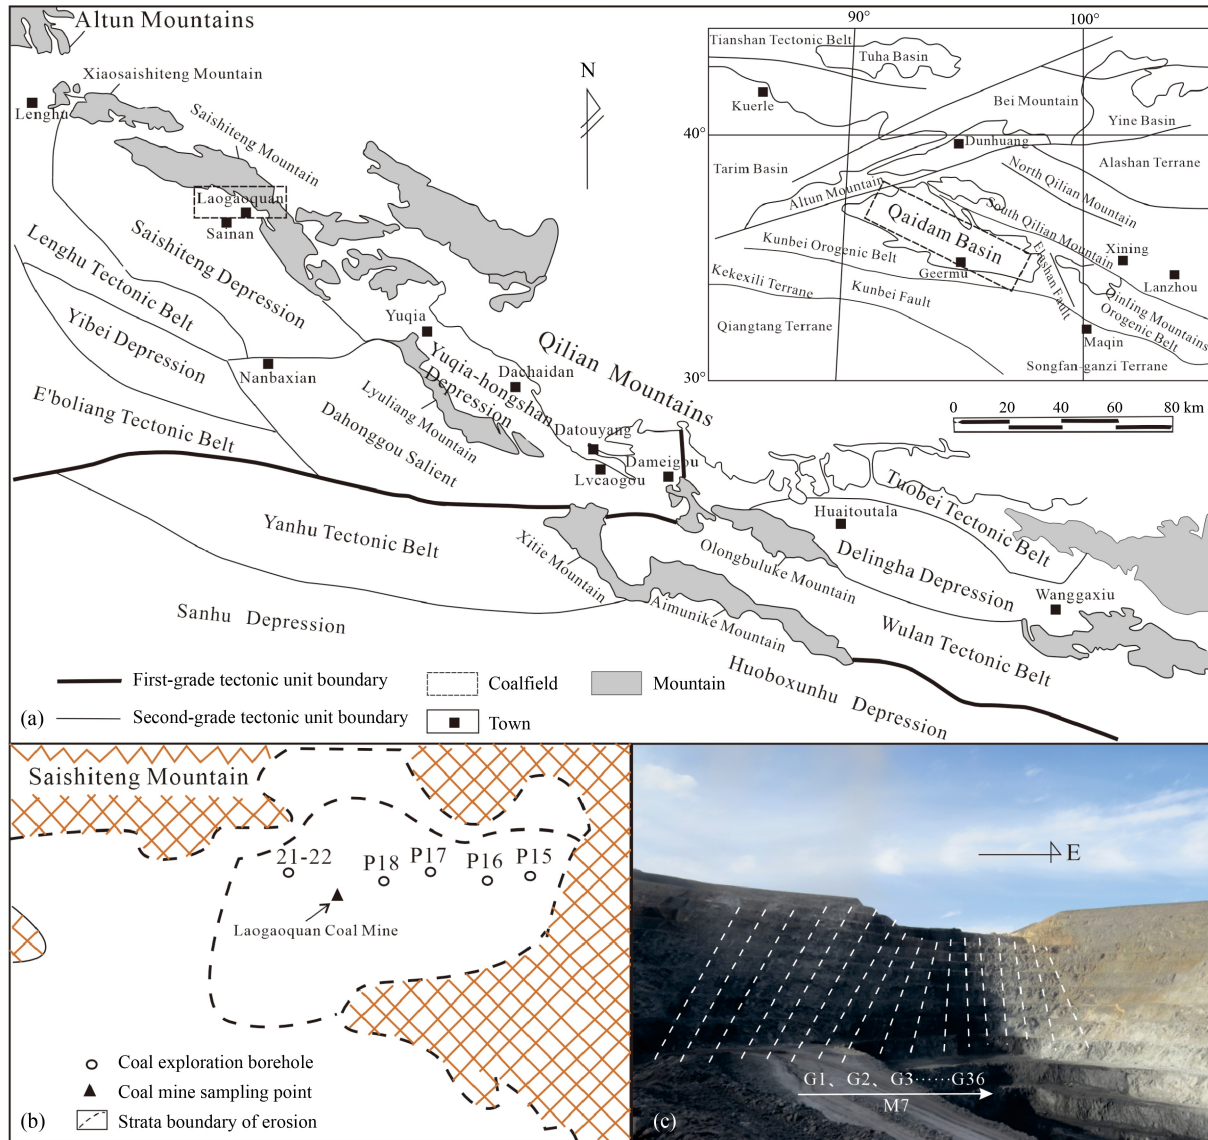 Altun Mountains
Xiaosaishiteng Mountain
Lenghu
Saishiteng Mountain
Laogaoquan
Sainan
N
Lenghu Tectonic Belt
Saishiteng Depression
Yibei Depression
E'boliang Tectonic Belt
Yuqia
Nanbaxian
Yuqia-hongshan
Depression
Lyuliang Mountain
Dahonggou Salient
Dachaidan
Qilian Mountains
Datouyang
Lvcaogou
Dameigou
Yanhu Tectonic Belt
Sanhu Depression
Xitie Mountain
Aimunike Mountain
Olongbuluke Mountain
Huaitoutala
Tuobei Tectonic Belt
Delingha Depression
Wanggaxiu
Wulan Tectonic Belt
Huoboxunhu Depression
90°
100°
40°
30°
Tianshan Tectonic Belt
Tuha Basin
Kuerle
Bei Mountain
Yine Basin
Dunhuang
Tarim Basin
Alashan Terrane
Altun Mountain
North Qilian Mountain
South Qilian Mountain
Qaidam Basin
Kunbei Orogenic Belt
Geermu
Elashan Fault
Xining
Lanzhou
Kekexili Terrane
Kunbei Fault
Qinling Mountains
Orogenic Belt
Qiangtang Terrane
Maqin
Songfan-ganzi Terrane
0 20 40 60 80 km
First-grade tectonic unit boundary
Coalfield
Mountain
(a)
Second-grade tectonic unit boundary
Town
Saishiteng Mountain
21-22
P18
P17
P16
P15
Laogaoquan Coal Mine
Coal exploration borehole
Coal mine sampling point
(b)
Strata boundary of erosion
E
G1、G2、G3……G36
M7
(c)